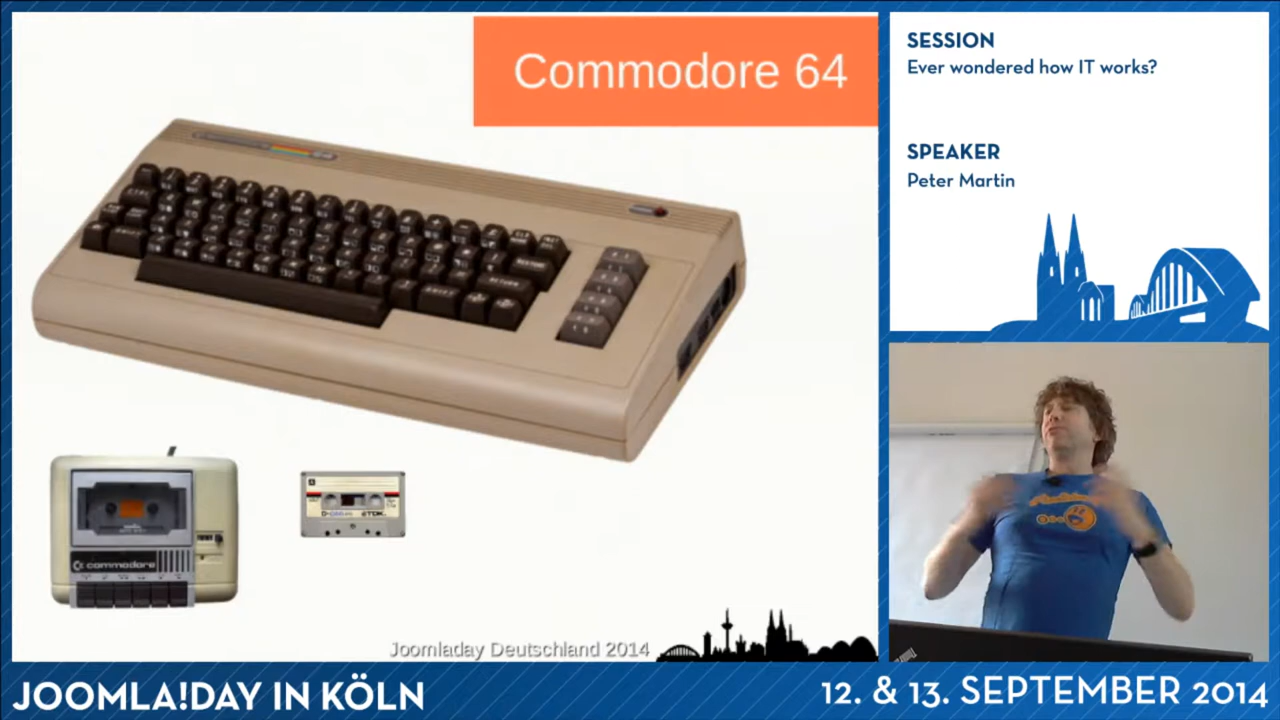 Commodore 64
commodore
A
TDK
Joomladay Deutschland 2014
SESSION
Ever wondered how IT works?
SPEAKER
Peter Martin
JOOMLA!DAY IN KÖLN
12. & 13. SEPTEMBER 2014